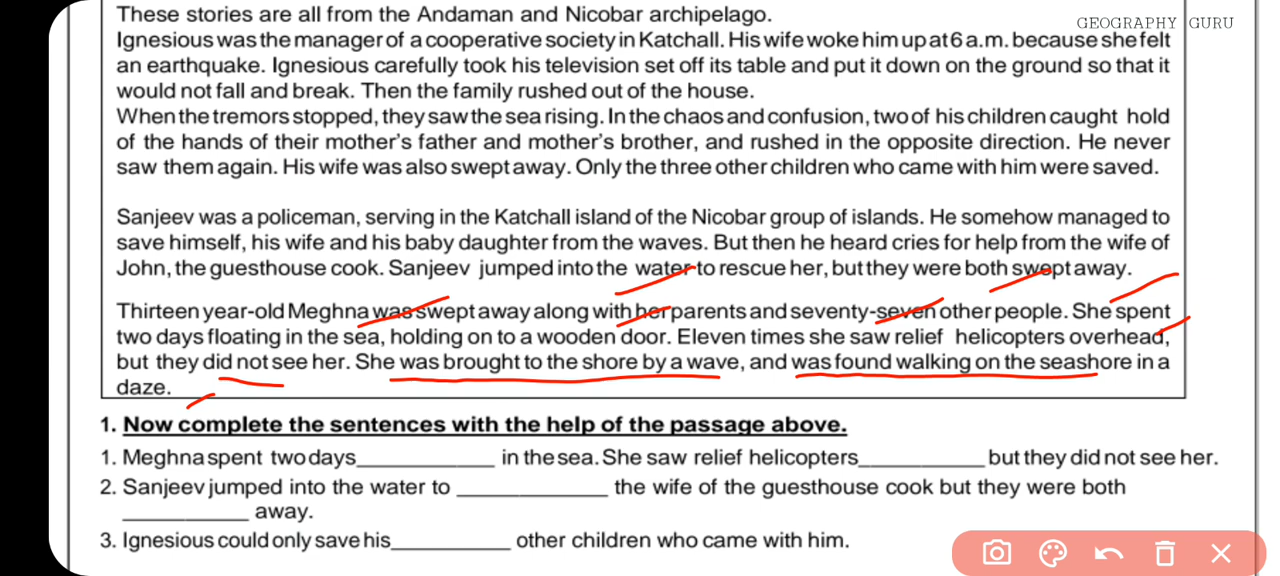 These stories are all from the Andaman and Nicobar archipelago.
GEOGRAPHY GURU
Ignesious was the manager of a cooperative society in Katchall. His wife woke him up at 6 a.m. because she felt
an earthquake. Ignesious carefully took his television set off its table and put it down on the ground so that it
would not fall and break. Then the family rushed out of the house.
When the tremors stopped, they saw the sea rising. In the chaos and confusion, two of his children caught hold
of the hands of their mother's father and mother's brother, and rushed in the opposite direction. He never
saw them again. His wife was also swept away. Only the three other children who came with him were saved.
Sanjeev was a policeman, serving in the Katchall island of the Nicobar group of islands. He somehow managed to
save himself, his wife and his baby daughter from the waves. But then he heard cries for help from the wife of
John, the guesthouse cook. Sanjeev jumped into the water to rescue her, but they were both swept away.
Thirteen year-old Meghna was swept away along with her parents and seventy-seven other people. She spent
two days floating in the sea, holding on to a wooden door. Eleven times she saw relief helicopters overhead,
but they did not see her. She was brought to the shore by a wave, and was found walking on the seashore in a
daze.
1. Now complete the sentences with the help of the passage above.
1. Meghna spent two days____________ in the sea. She saw relief helicopters____________ but they did not see her.
2. Sanjeev jumped into the water to ____________ the wife of the guesthouse cook but they were both
____________ away.
3. Ignesious could only save his____________ other children who came with him.